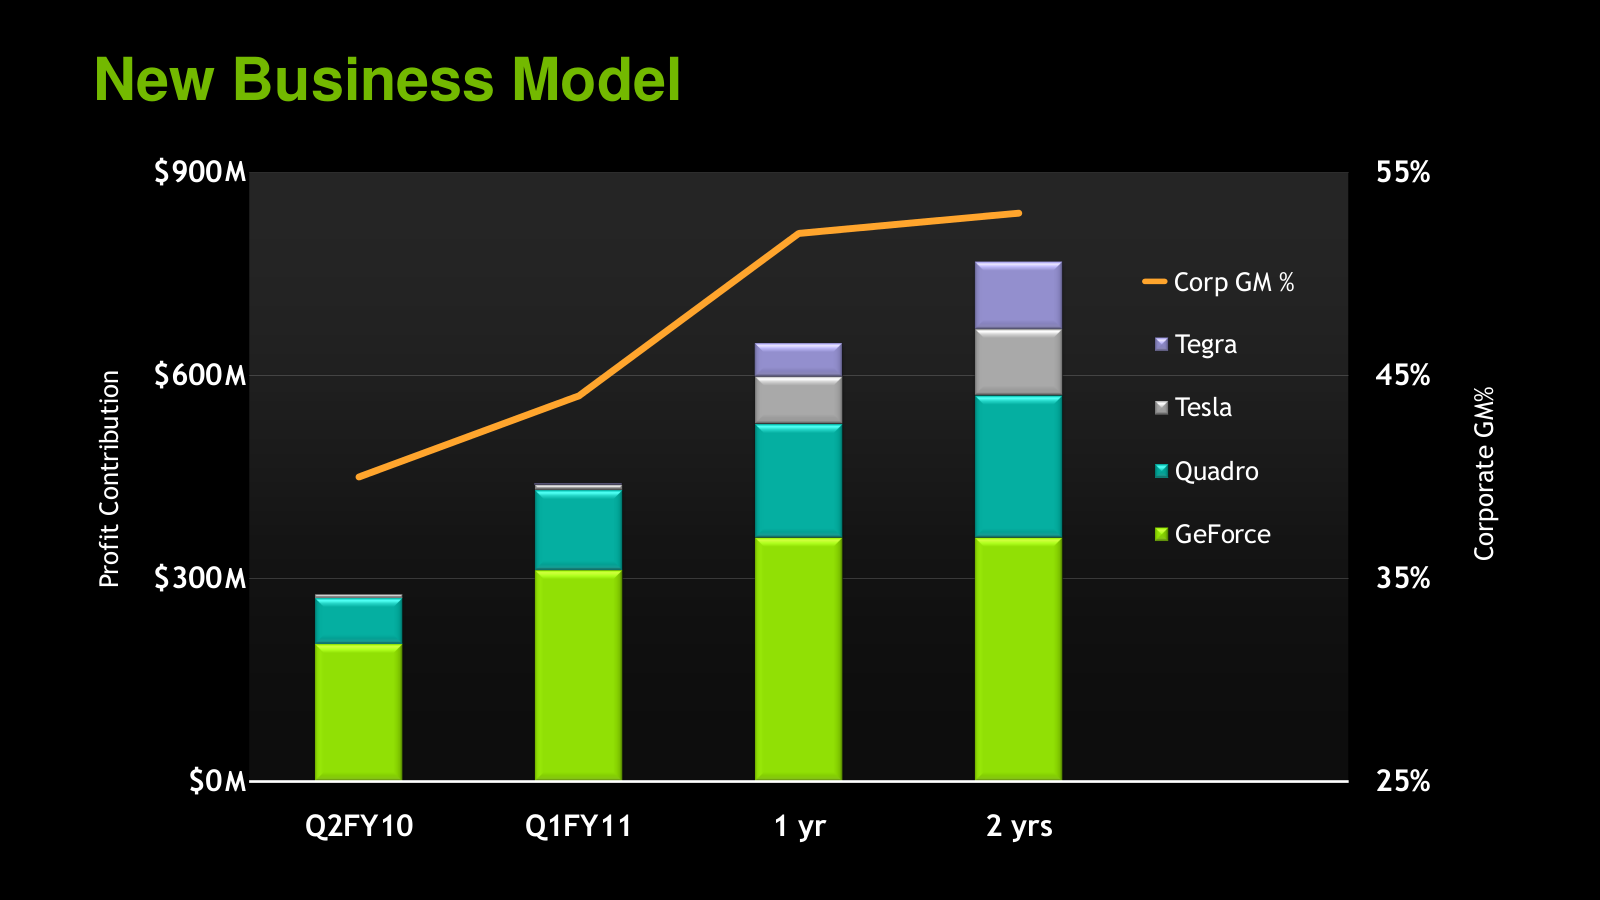 New Business Model
$900M
$600M
$300M
$0M
Profit Contribution
55%
45%
35%
25%
Corporate GM%
Corp GM %
Tegra
Tesla
Quadro
GeForce
Q2FY10
Q1FY11
1 yr
2 yrs